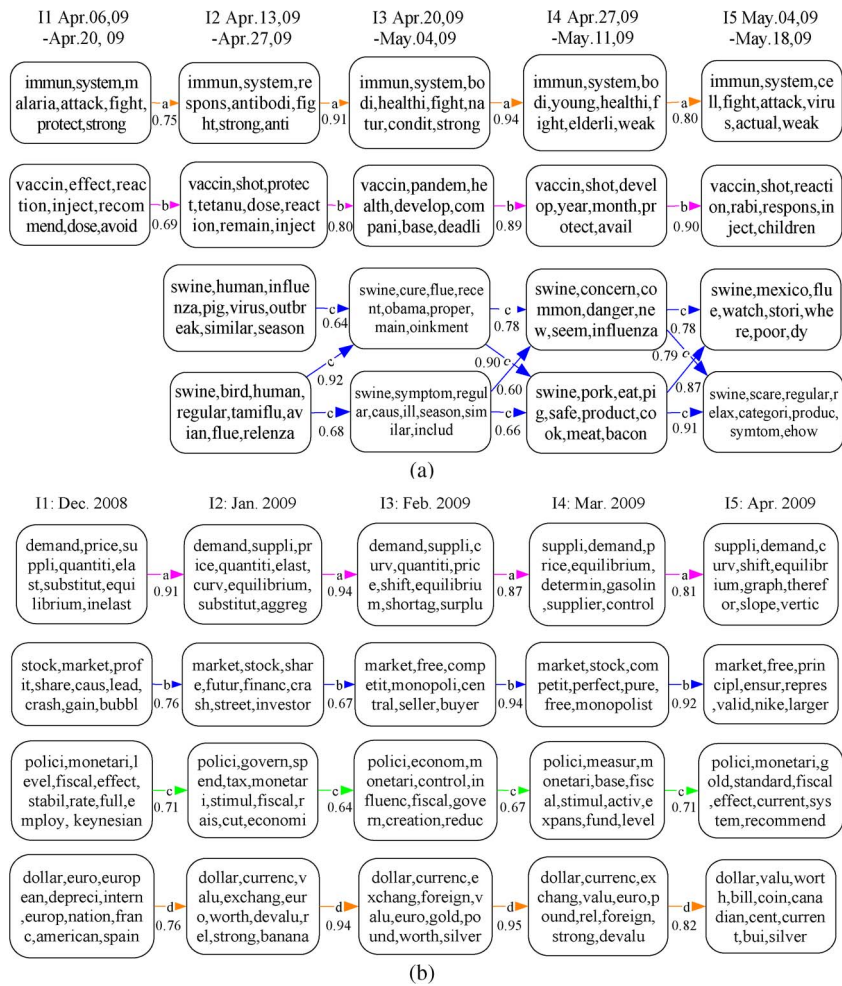 I1 Apr.06,09
-Apr.20, 09
I2 Apr.13,09
-Apr.27,09
I3 Apr.20,09
-May.04,09
I4 Apr.27,09
-May.11,09
I5 May.04,09
-May.18,09
immun,system,m
alaria,attack,fight,
protect,strong
a
0.75
immun,system,re
spons,antibodi,fig
ht,strong,anti
a
0.91
immun,system,bo
di,healthi,fight,na
tur,condit,strong
a
0.94
immun,system,bo
di,young,healthi,f
ight,elderli,weak
a
0.80
immun,system,ce
ll,fight,attack,viru
s,actual,weak
vaccin,effect,reac
tion,inject,recom
mend,dose,avoid
b
0.69
vaccin,shot,protec
t,tetanu,dose,reac
tion,remain,inject
b
0.80
vaccin,pandem,he
alth,develop,com
pani,base,deadli
b
0.89
vaccin,shot,devel
op,year,month,pr
otect,avail
b
0.90
vaccin,shot,reacti
on,rabi,respons,in
ject,children
swine,human,influe
nza,pig,virus,outbr
eak,similar,season
c
0.64
swine,cure,flue,rece
nt,obama,proper,
main,oinkment
c
0.78
swine,concern,co
mmon,danger,ne
w,seem,influenza
c
0.78
swine,mexico,flu
e,watch,stori,whe
re,poor,dy
c
0.92
0.90
c
c
0.60
0.79
c
0.87
swine,bird,human,
regular,tamiflu,av
ian,flue,relenza
c
0.68
swine,symptom,regul
ar,caus,ill,season,sim
ilar,includ
c
0.66
swine,pork,eat,pi
g,safe,product,co
ok,meat,bacon
c
0.91
swine,scare,regular,r
elax,categori,produc,
symtom,ehow
(a)
I1: Dec. 2008
I2: Jan. 2009
I3: Feb. 2009
I4: Mar. 2009
I5: Apr. 2009
demand,price,su
ppli,quantiti,ela
st,substitut,equi
librium,inelast
a
0.91
demand,suppli,pr
ice,quantiti,elast,
curv,equilibrium,
substitut,aggreg
a
0.94
demand,suppli,c
urv,quantiti,pric
e,shift,equilibriu
m,shortag,surplu
a
0.87
suppli,demand,p
rice,equilibrium,
determin,gasolin
,supplier,control
a
0.81
suppli,demand,c
urv,shift,equilibr
ium,graph,theref
or,slope,vertic
stock,market,prof
it,share,caus,lead,
crash,gain,bubbl
b
0.76
market,stock,shar
e,futur,financ,cra
sh,street,investor
b
0.67
market,free,comp
etit,monopoli,cen
tral,seller,buyer
b
0.94
market,stock,com
petit,perfect,pure,
free,monopolist
b
0.92
market,free,prin
cipl,ensur,repres
,valid,nike,larger
polici,monetari,l
evel,fiscal,effect,
stabil,rate,full,e
mploy, keynesian
c
0.71
polici,govern,sp
end,tax,monetar
i,stimul,fiscal,r
ais,cut,economi
c
0.64
polici,econom,m
onetari,control,in
fluenc,fiscal,gove
rn,creation,reduc
c
0.67
polici,measur,m
onetari,base,fisc
al,stimul,activ,e
xpans,fund,level
c
0.71
polici,monetari,g
old,standard,fiscal
,effect,current,sys
tem,recommend
dollar,euro,europ
ean,depreci,intern
,europ,nation,fran
c,american,spain
d
0.76
dollar,currenc,v
alu,exchang,eur
o,worth,devalu,r
el,strong,banana
d
0.94
dollar,currenc,e
xchang,foreign,v
alu,euro,gold,po
und,worth,silver
d
0.95
dollar,currenc,ex
chang,valu,euro,p
ound,rel,foreign,
strong,devalu
d
0.82
dollar,valu,wort
h,bill,coin,cana
dian,cent,curren
t,bui,silver
(b)